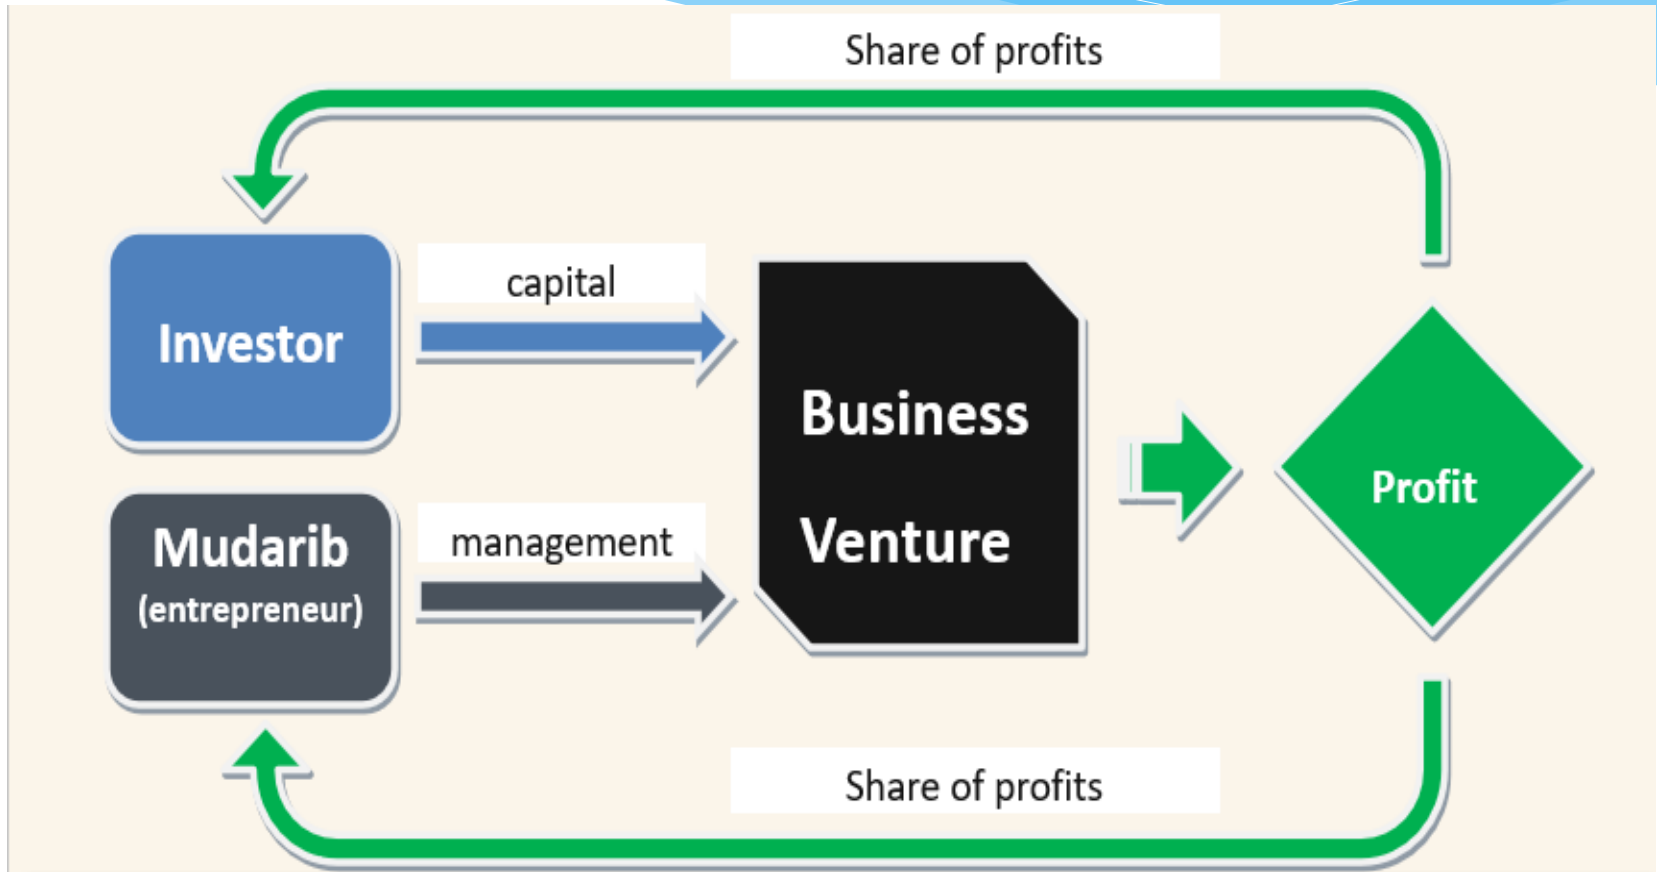 Share of profits
capital
Investor
Business
Venture
Profit
Mudarib
(entrepreneur)
management
Share of profits